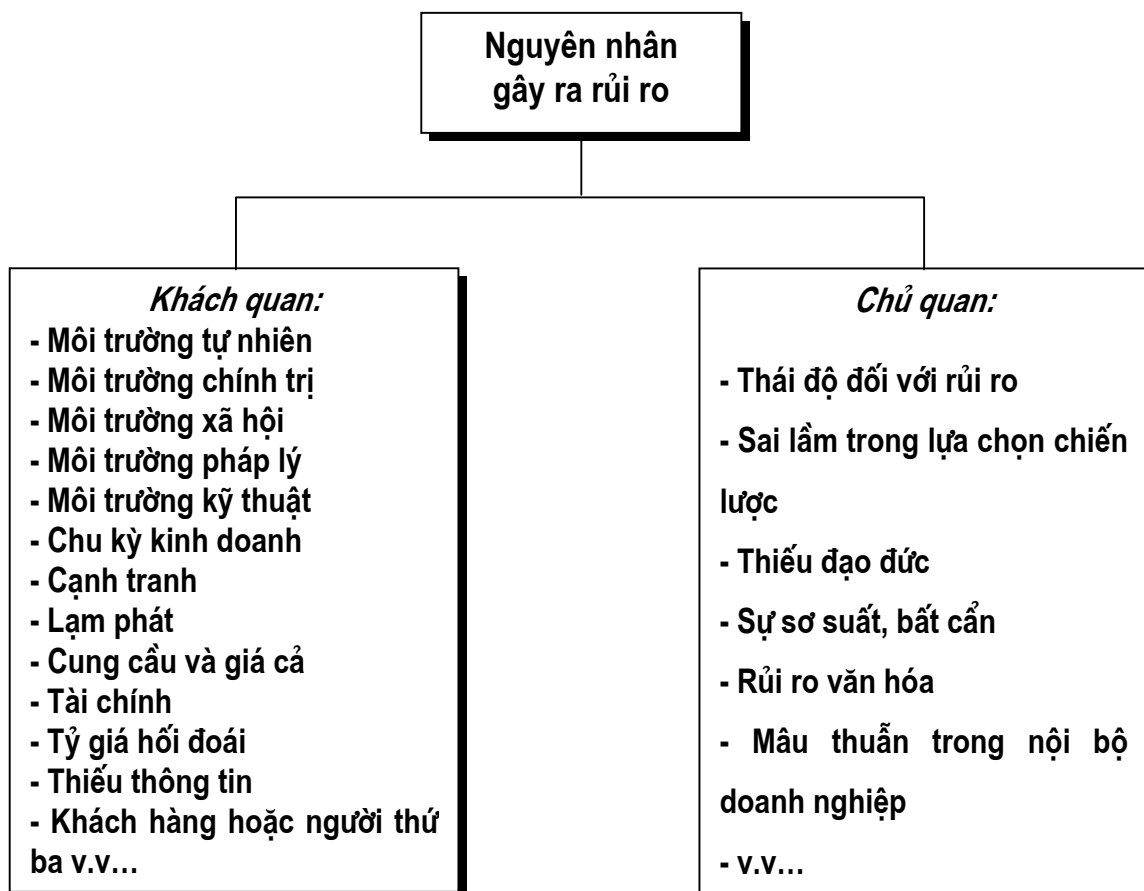 Nguyên nhân
gây ra rủi ro
Khách quan:
- Môi trường tự nhiên
- Môi trường chính trị
- Môi trường xã hội
- Môi trường pháp lý
- Môi trường kỹ thuật
- Chu kỳ kinh doanh
- Cạnh tranh
- Lạm phát
- Cung cầu và giá cả
- Tài chính
- Tỷ giá hối đoái
- Thiếu thông tin
- Khách hàng hoặc người thứ
ba v.v...
Chủ quan:
- Thái độ đối với rủi ro
- Sai lầm trong lựa chọn chiến
lược
- Thiếu đạo đức
- Sự sơ suất, bất cẩn
- Rủi ro văn hóa
- Mâu thuẫn trong nội bộ
doanh nghiệp
- v.v...